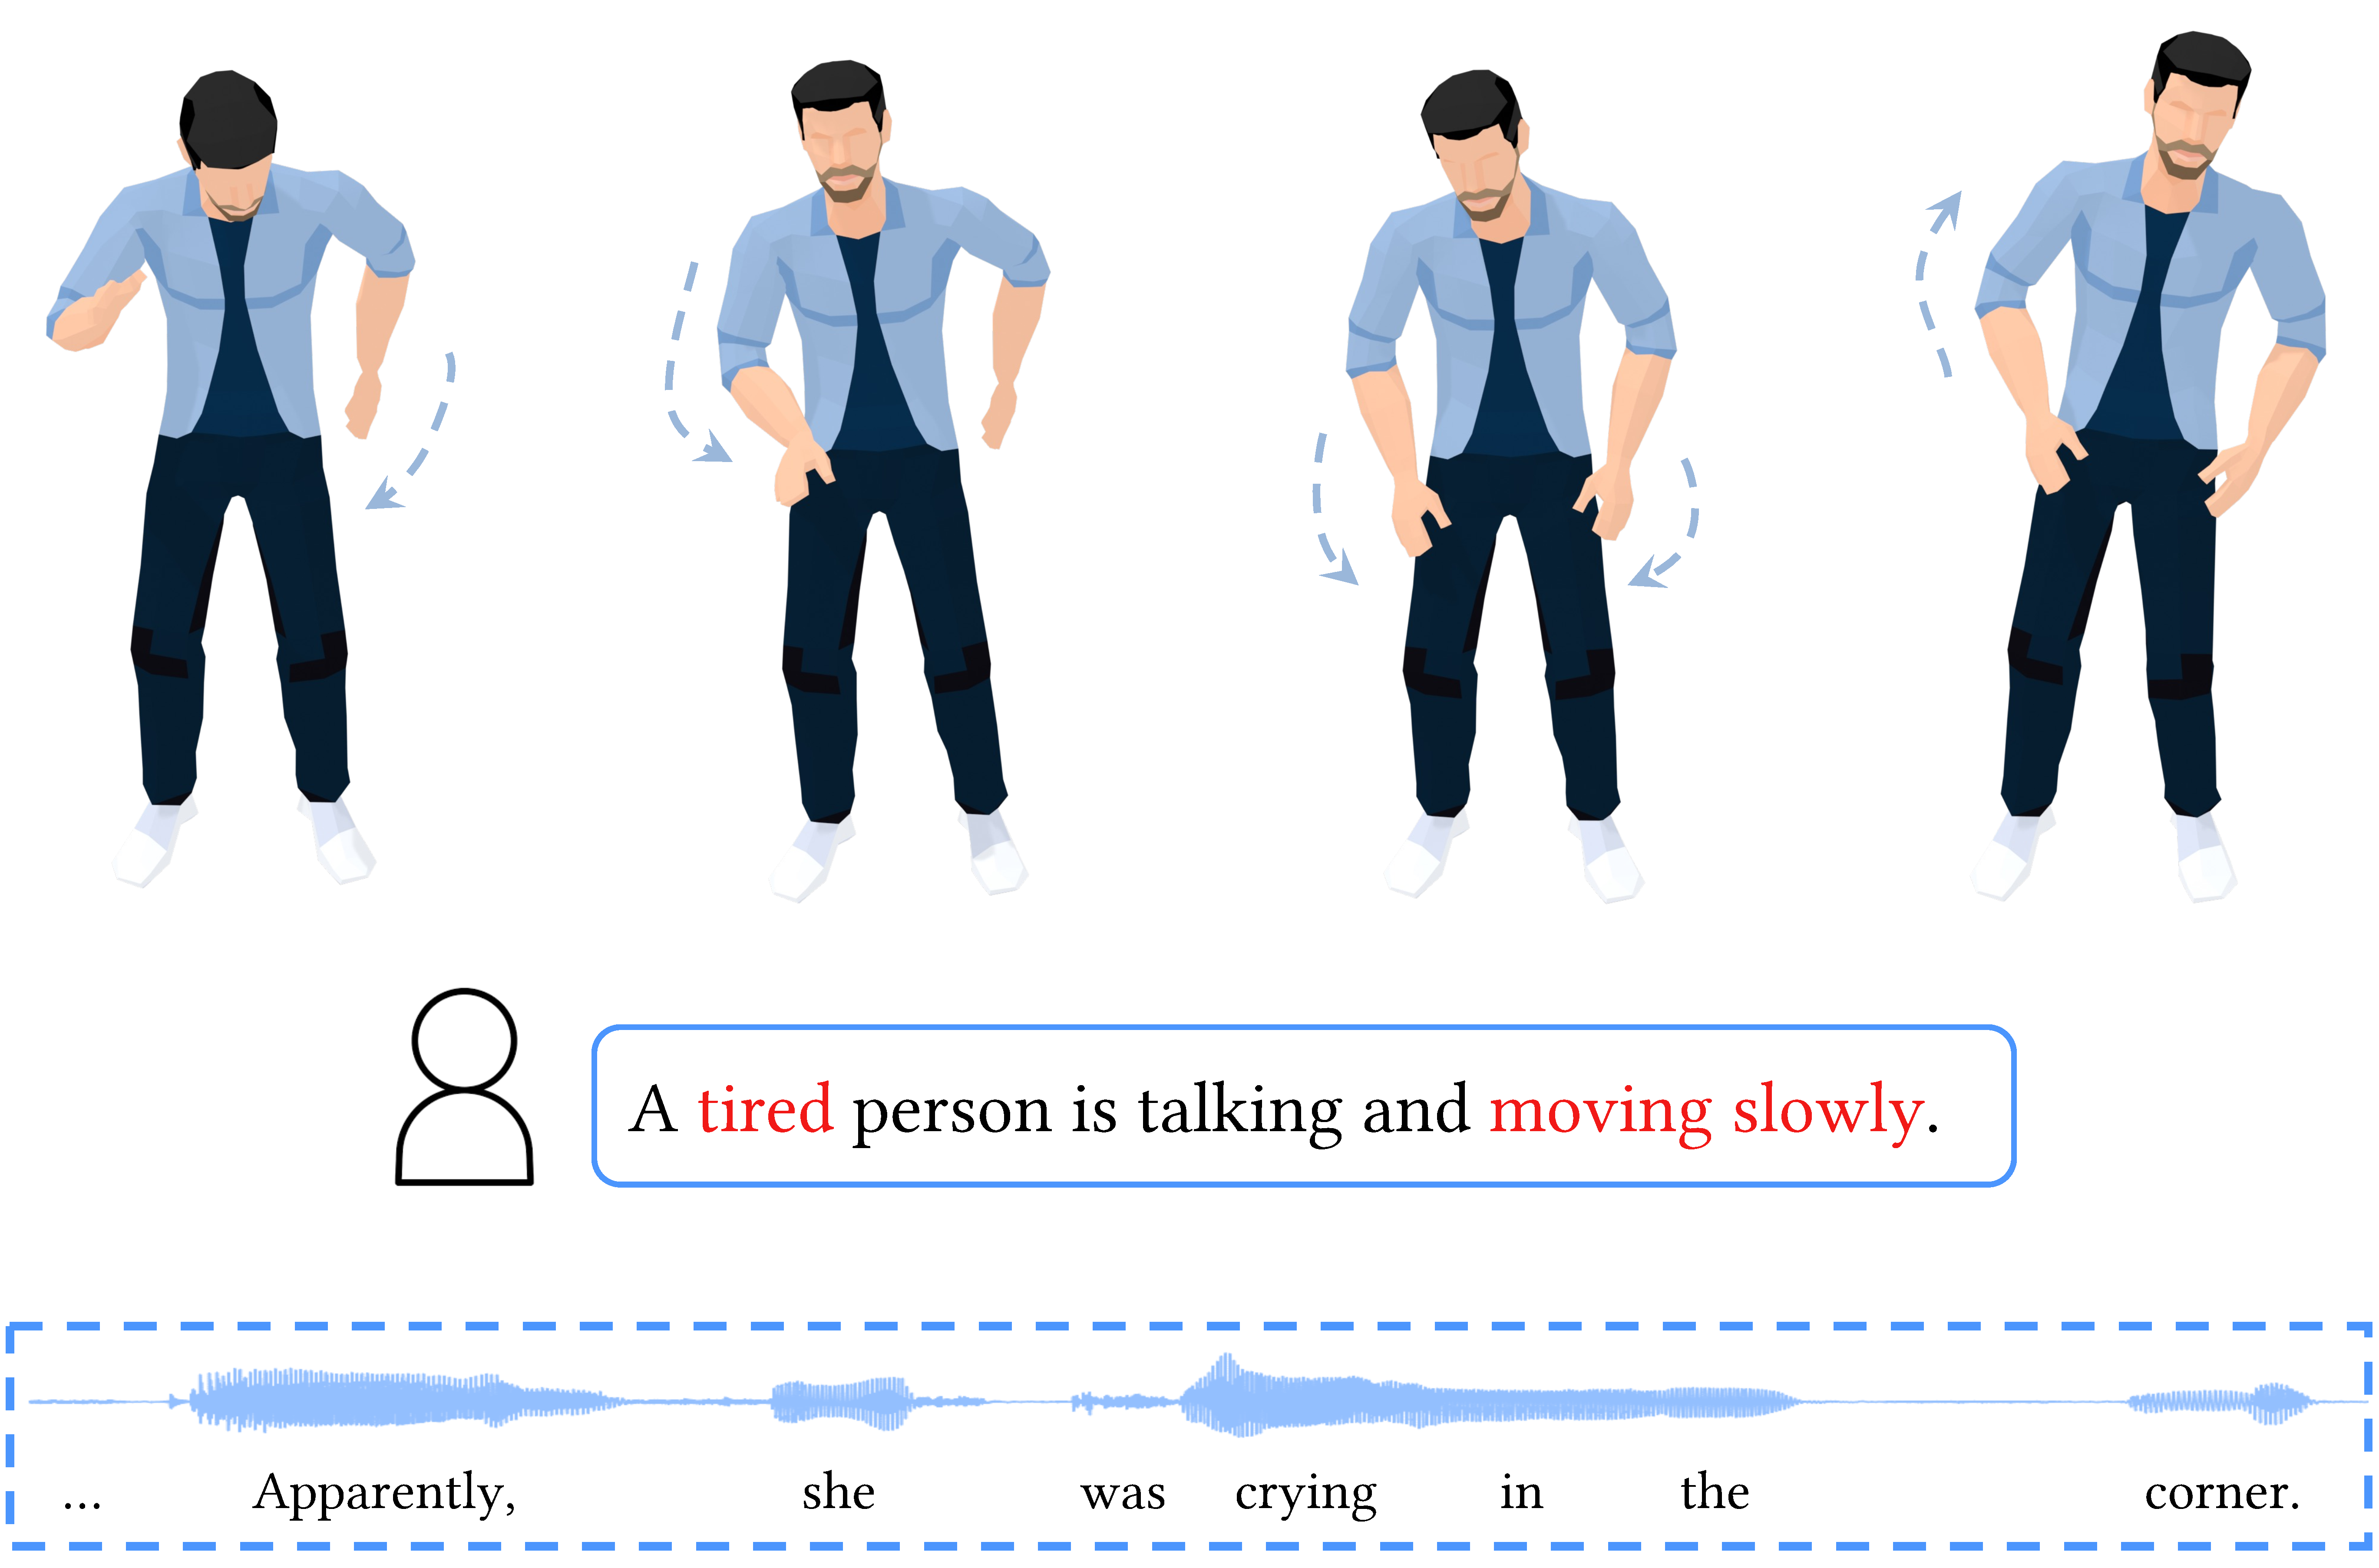 A tired person is talking and moving slowly.
... Apparently, she was crying in the corner.